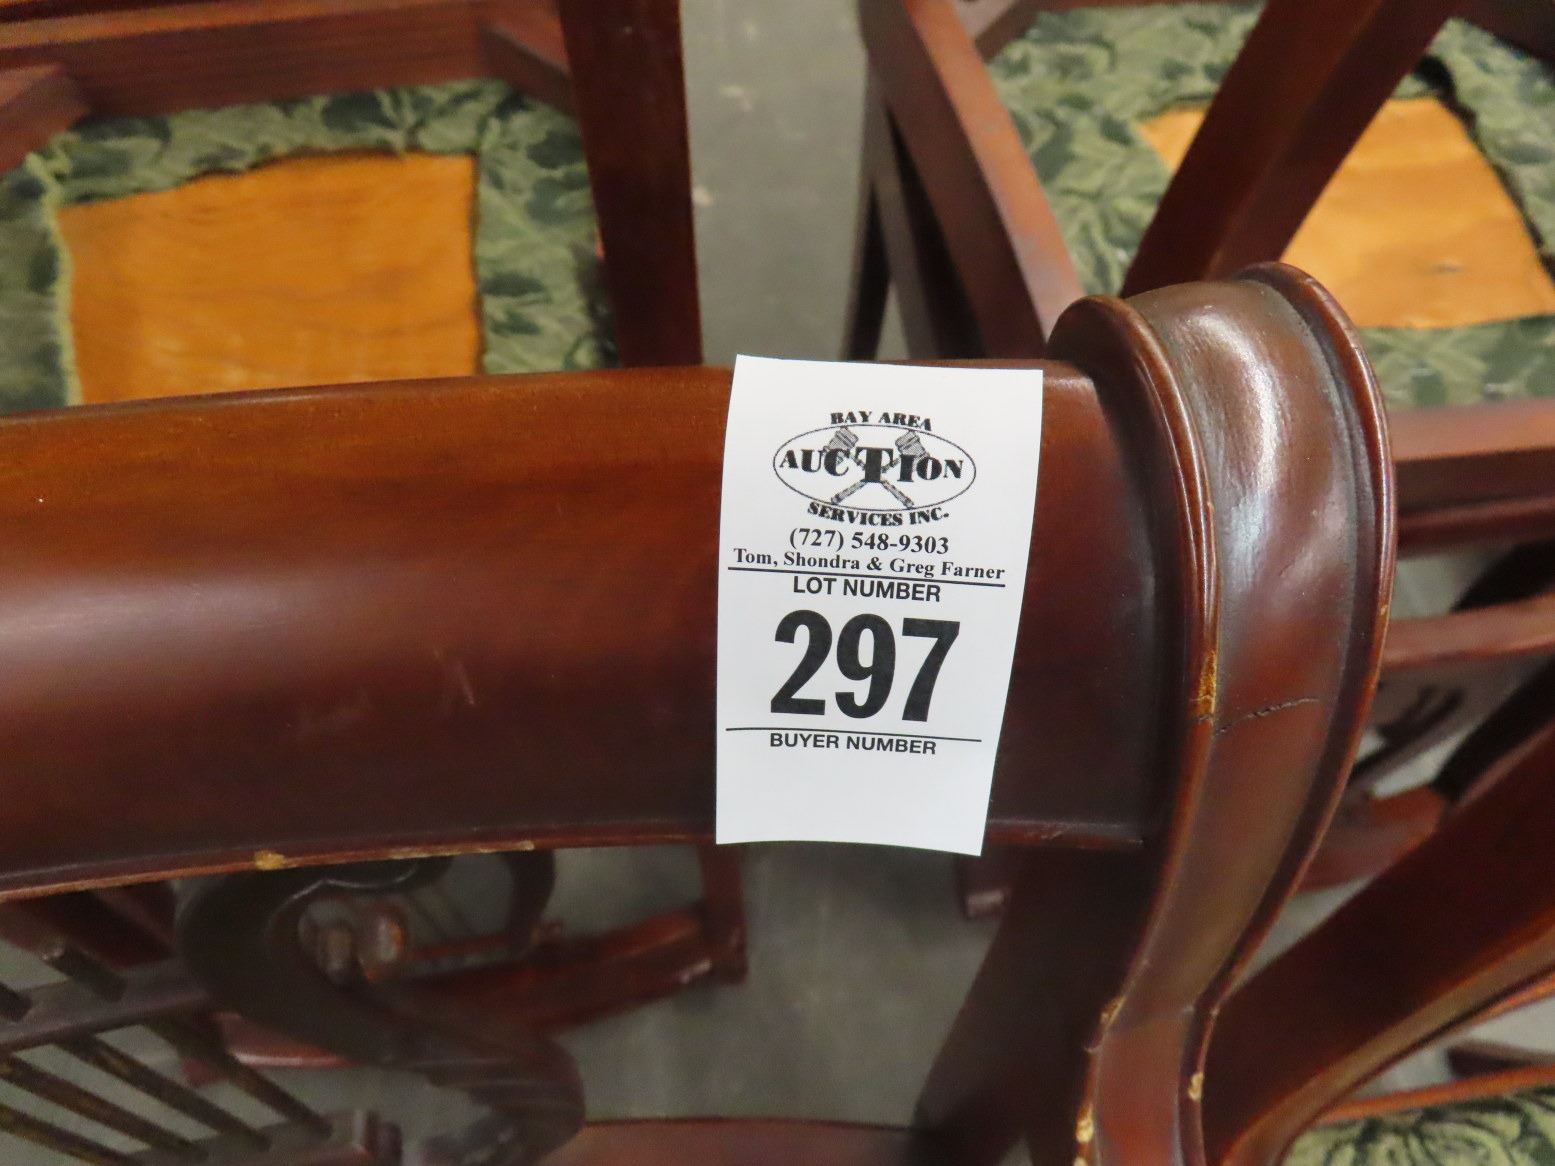 BAY AREA
AUCTION
SERVICES INC.
(727) 548-9303
Tom, Shondra & Greg Farner
LOT NUMBER
297
BUYER NUMBER